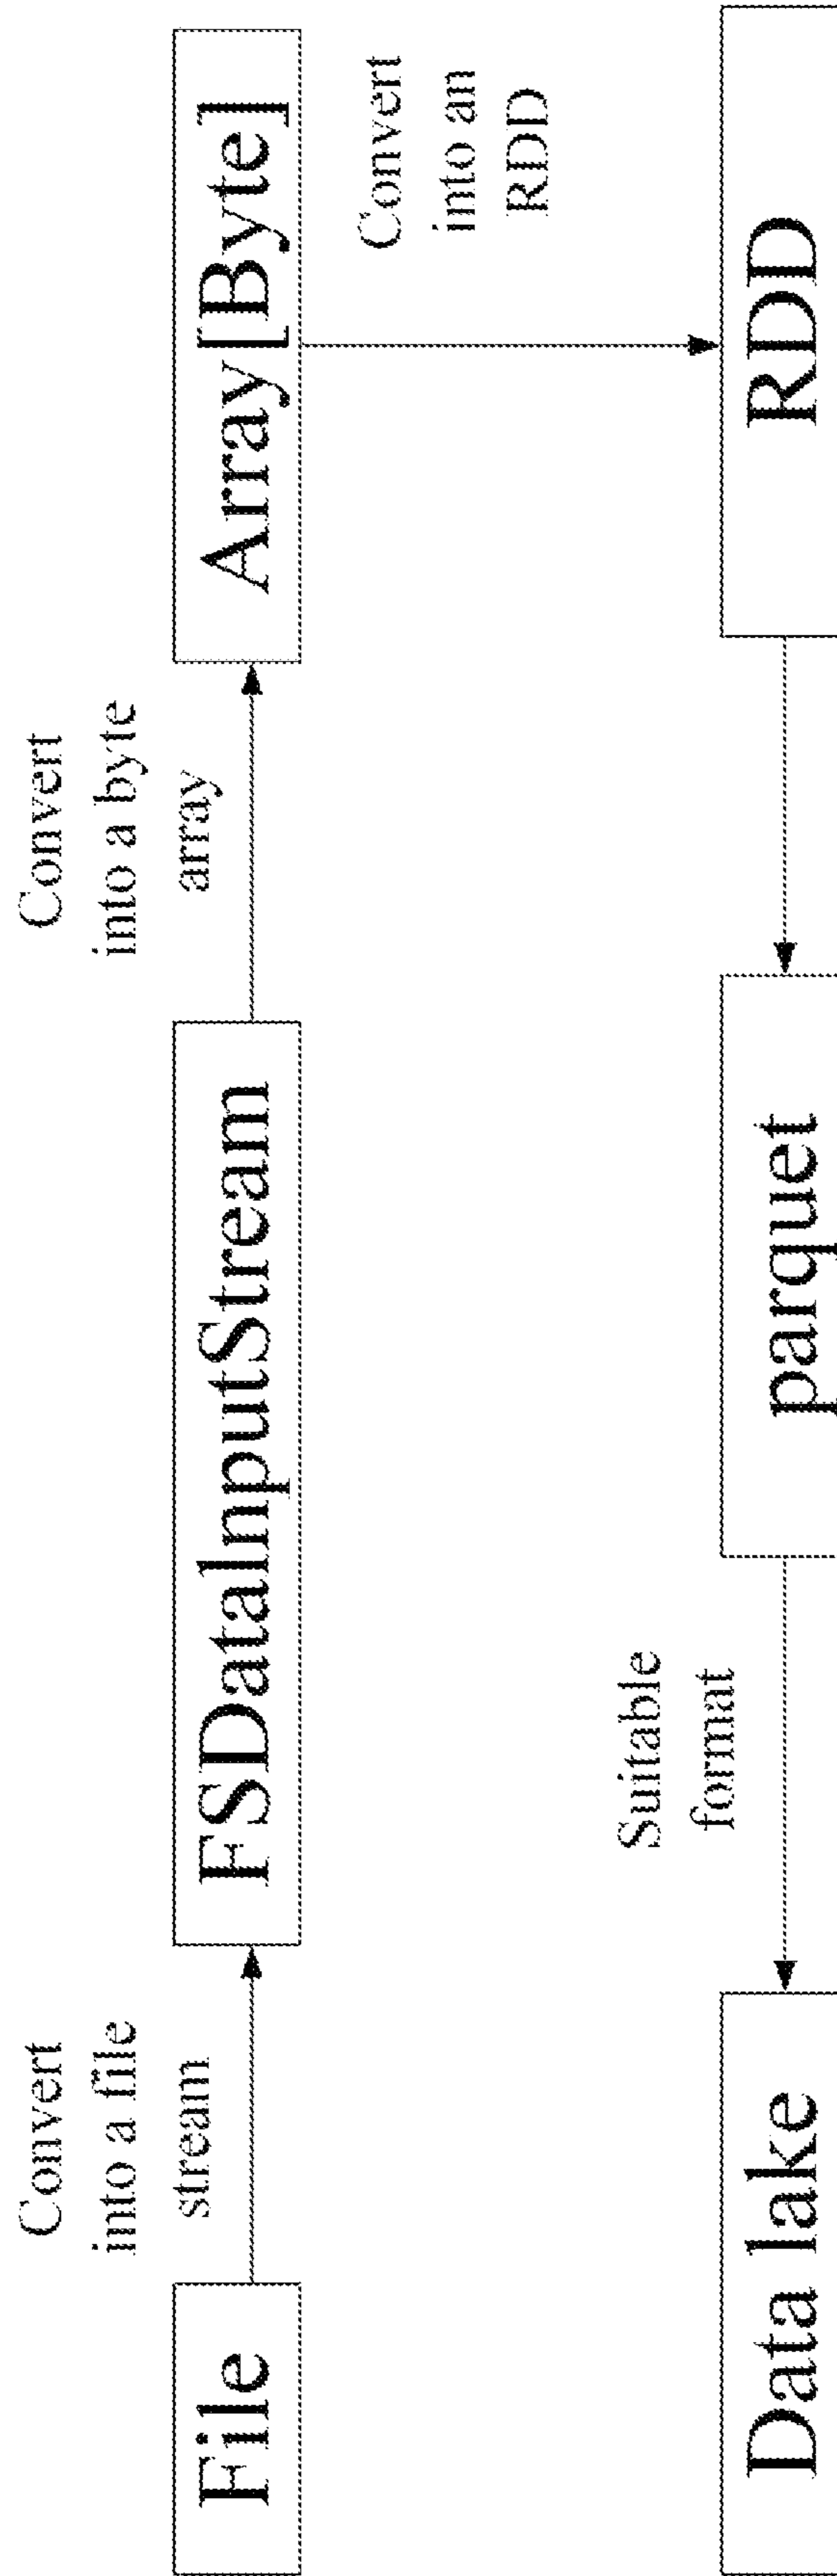 File
Convert
into a file
stream
FSDataInputStream
Convert
into a byte
array
Array[Byte]
Convert
into an
RDD
RDD
parquet
Suitable
format
Data lake